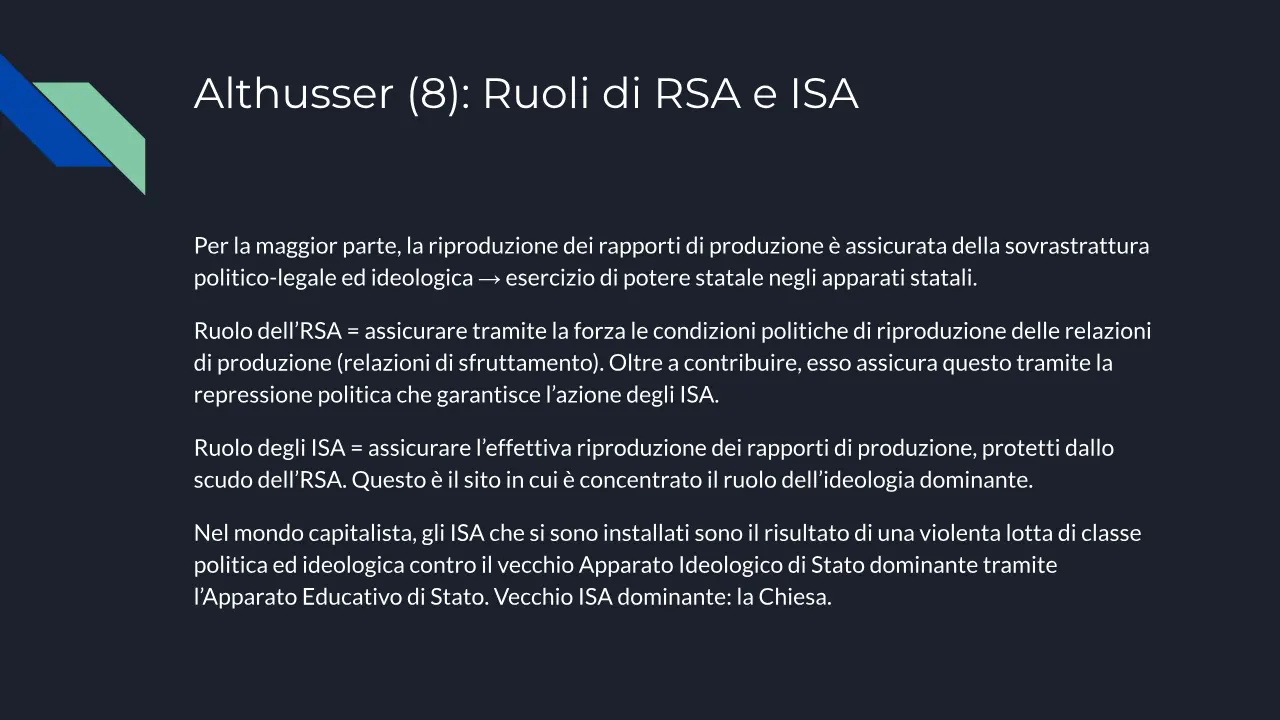 Althusser (8): Ruoli di RSA e ISA
Per la maggior parte, la riproduzione dei rapporti di produzione è assicurata della sovrastrattura
politico-legale ed ideologica → esercizio di potere statale negli apparati statali.
Ruolo dell’RSA = assicurare tramite la forza le condizioni politiche di riproduzione delle relazioni
di produzione (relazioni di sfruttamento). Oltre a contribuire, esso assicura questo tramite la
repressione politica che garantisce l’azione degli ISA.
Ruolo degli ISA = assicurare l’effettiva riproduzione dei rapporti di produzione, protetti dallo
scudo dell’RSA. Questo è il sito in cui è concentrato il ruolo dell’ideologia dominante.
Nel mondo capitalista, gli ISA che si sono installati sono il risultato di una violenta lotta di classe
politica ed ideologica contro il vecchio Apparato Ideologico di Stato dominante tramite
l’Apparato Educativo di Stato. Vecchio ISA dominante: la Chiesa.